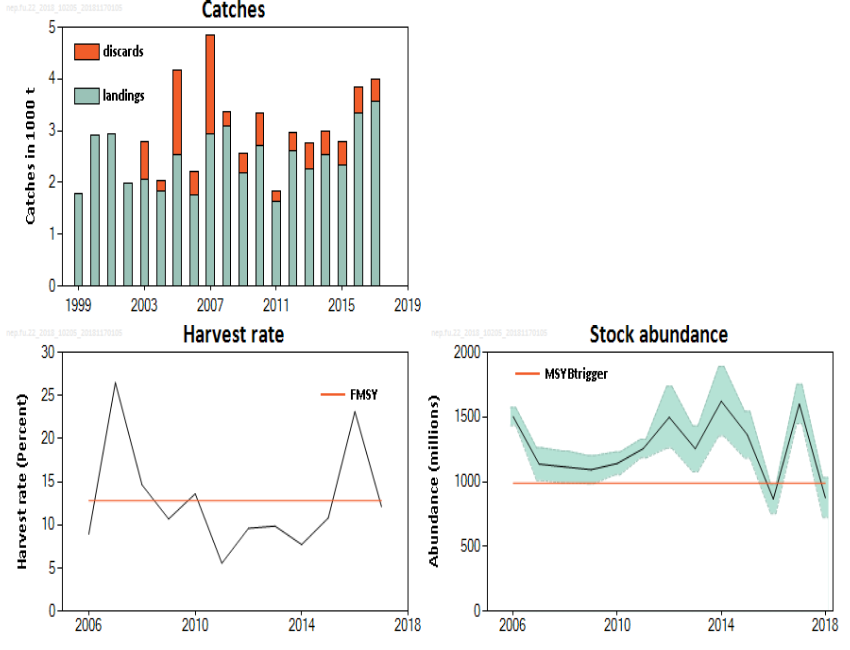 Catches
5
discards
4
landings
3
Catches in 1000 t
2
1
0
1999 2003 2007 2011 2015 2019
Harvest rate
30
FMSY
25
20
15
Harvest rate (Percent)
10
5
0
2006 2010 2014 2018
Stock abundance
2000
MSYBtrigger
1500
1000
Abundance (millions)
500
0
2006 2010 2014 2018